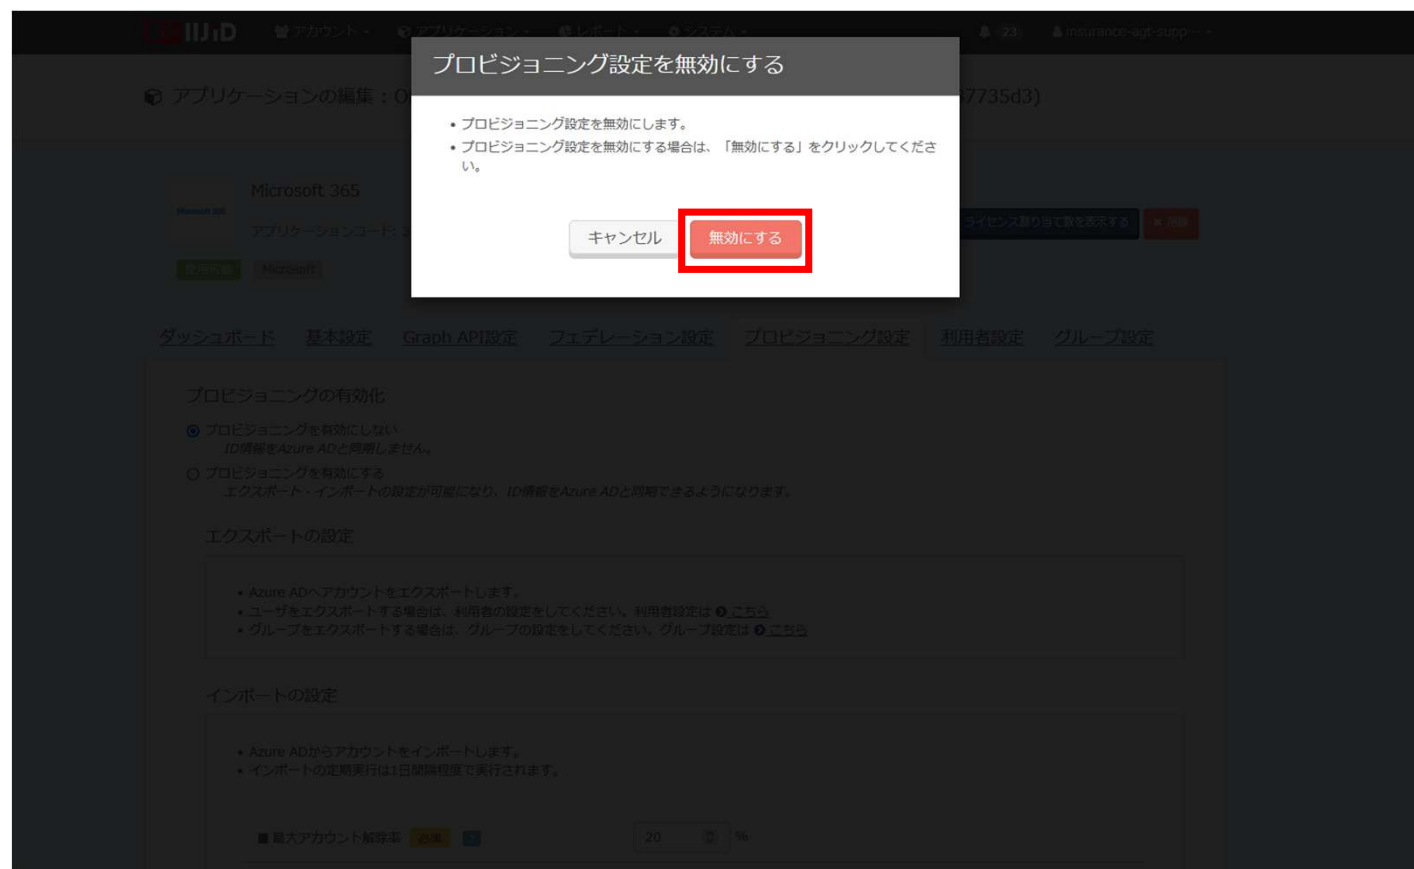 IIJiD アカウント アプリケーション レポート システム 23 insurance-agt-supp…
プロビジョニング設定を無効にする
アプリケーションの編集 : O 7735d3)
• プロビジョニング設定を無効にします。
• プロビジョニング設定を無効にする場合は、「無効にする」をクリックしてくださ
い。
Microsoft 365
Microsoft 365
アプリケーションコード:
ライセンス割り当て数を表示する × 削除
キャンセル 無効にする
Microsoft
ダッシュボード 基本設定 Graph API設定 フェデレーション設定 プロビジョニング設定 利用者設定 グループ設定
プロビジョニングの有効化
プロビジョニングを有効にしない
ID情報をAzure ADと同期しません。
プロビジョニングを有効にする
エクスポート・インポートの設定が可能になり、ID情報をAzure ADと同期できるようになります。
エクスポートの設定
• Azure ADへアカウントをエクスポートします。
• ユーザをエクスポートする場合は、利用者の設定をしてください。利用者設定は こちら
• グループをエクスポートする場合は、グループの設定をしてください。グループ設定は こちら
インポートの設定
• Azure ADからアカウントをインポートします。
• インポートの定期実行は1日間隔程度で実行されます。
■ 最大アカウント解除率 必須 20 %